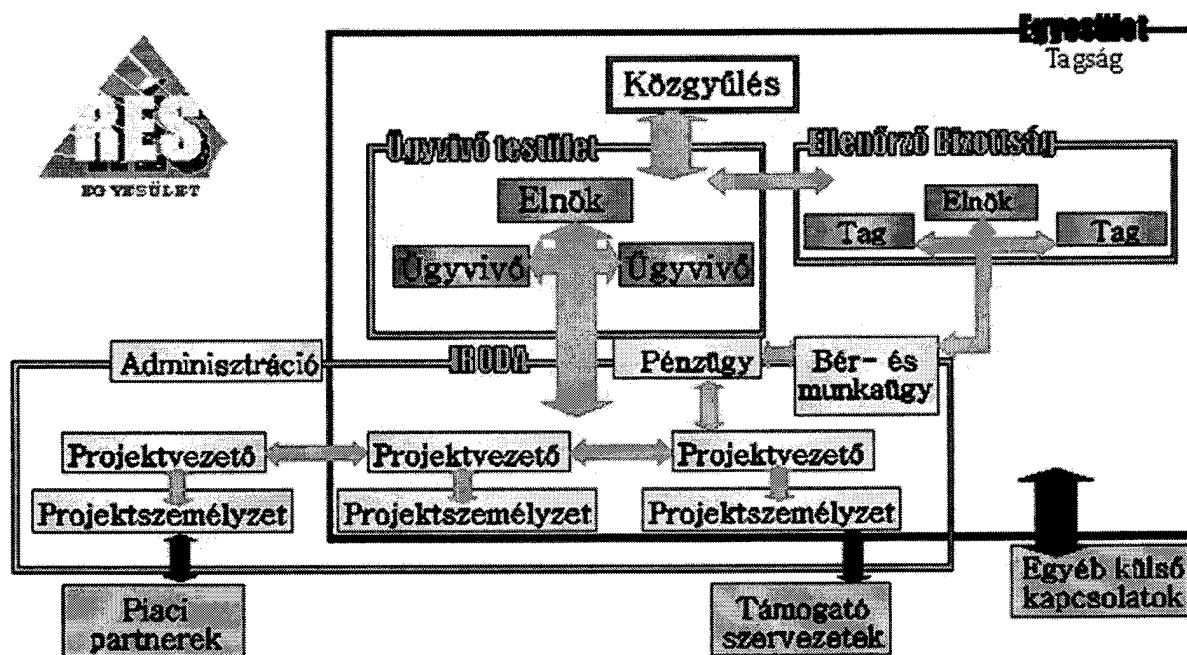 Egyesület
Tagság
RÉS
EGYESÜLET
Közgyűlés
Ügyvivő testület
Ellenőrző Bizottság
Elnök
Elnök
Tag
Tag
Ügyvivő
Ügyvivő
Adminisztráció
IRODA
Pénzügy
Bér- és
munkaügy
Projektvezető
Projektvezető
Projektvezető
Projektszemélyzet
Projektszemélyzet
Projektszemélyzet
Piaci
partnerek
Támogató
szervezetek
Egyéb külső
kapcsolatok